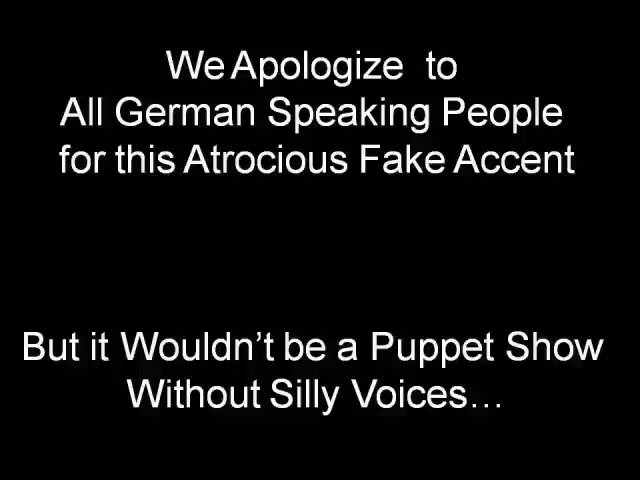 We Apologize to
All German Speaking People
for this Atrocious Fake Accent
But it Wouldn't be a Puppet Show
Without Silly Voices…